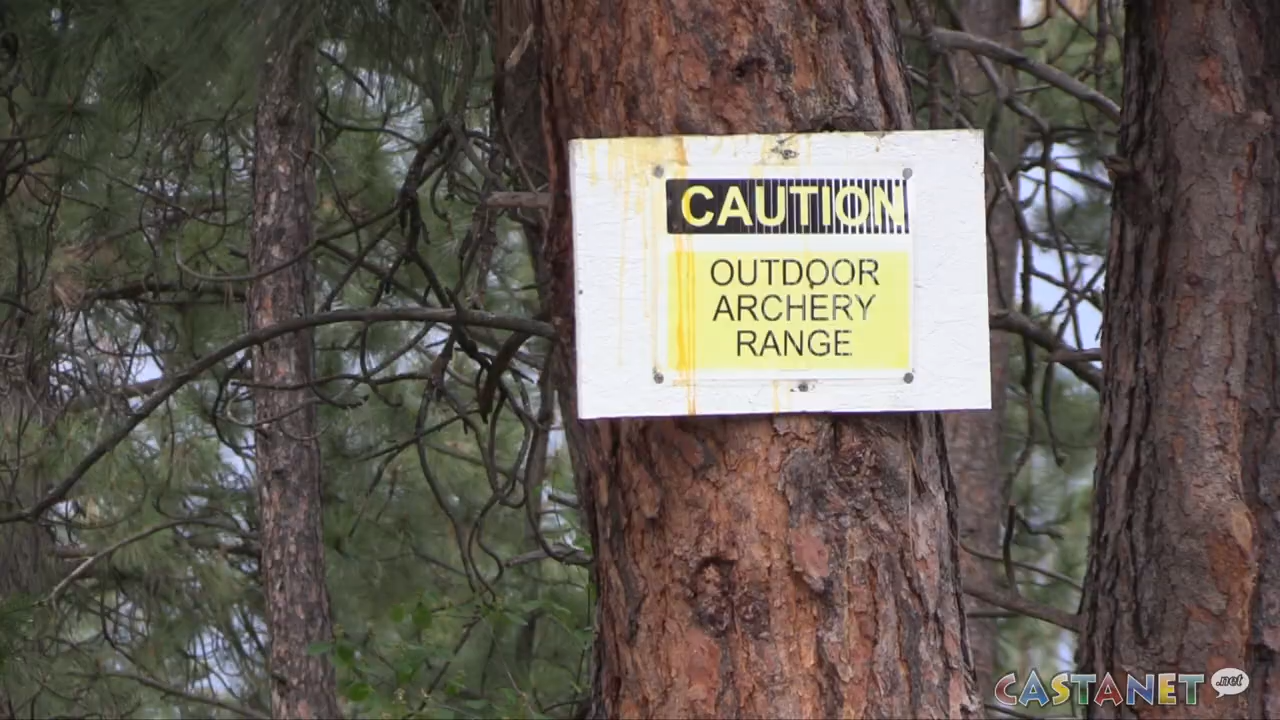 CAUTION
OUTDOOR
ARCHERY
RANGE
CASTANET .net